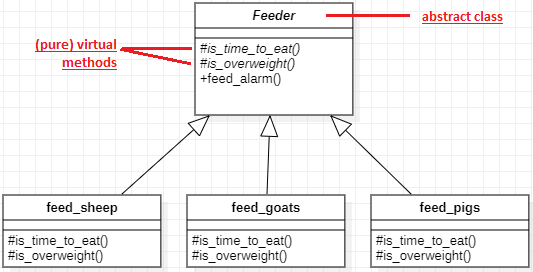 Feeder
abstract class
(pure) virtual
methods
#is_time_to_eat()
#is_overweight()
+feed_alarm()
feed_sheep
#is_time_to_eat()
#is_overweight()
feed_goats
#is_time_to_eat()
#is_overweight()
feed_pigs
#is_time_to_eat()
#is_overweight()